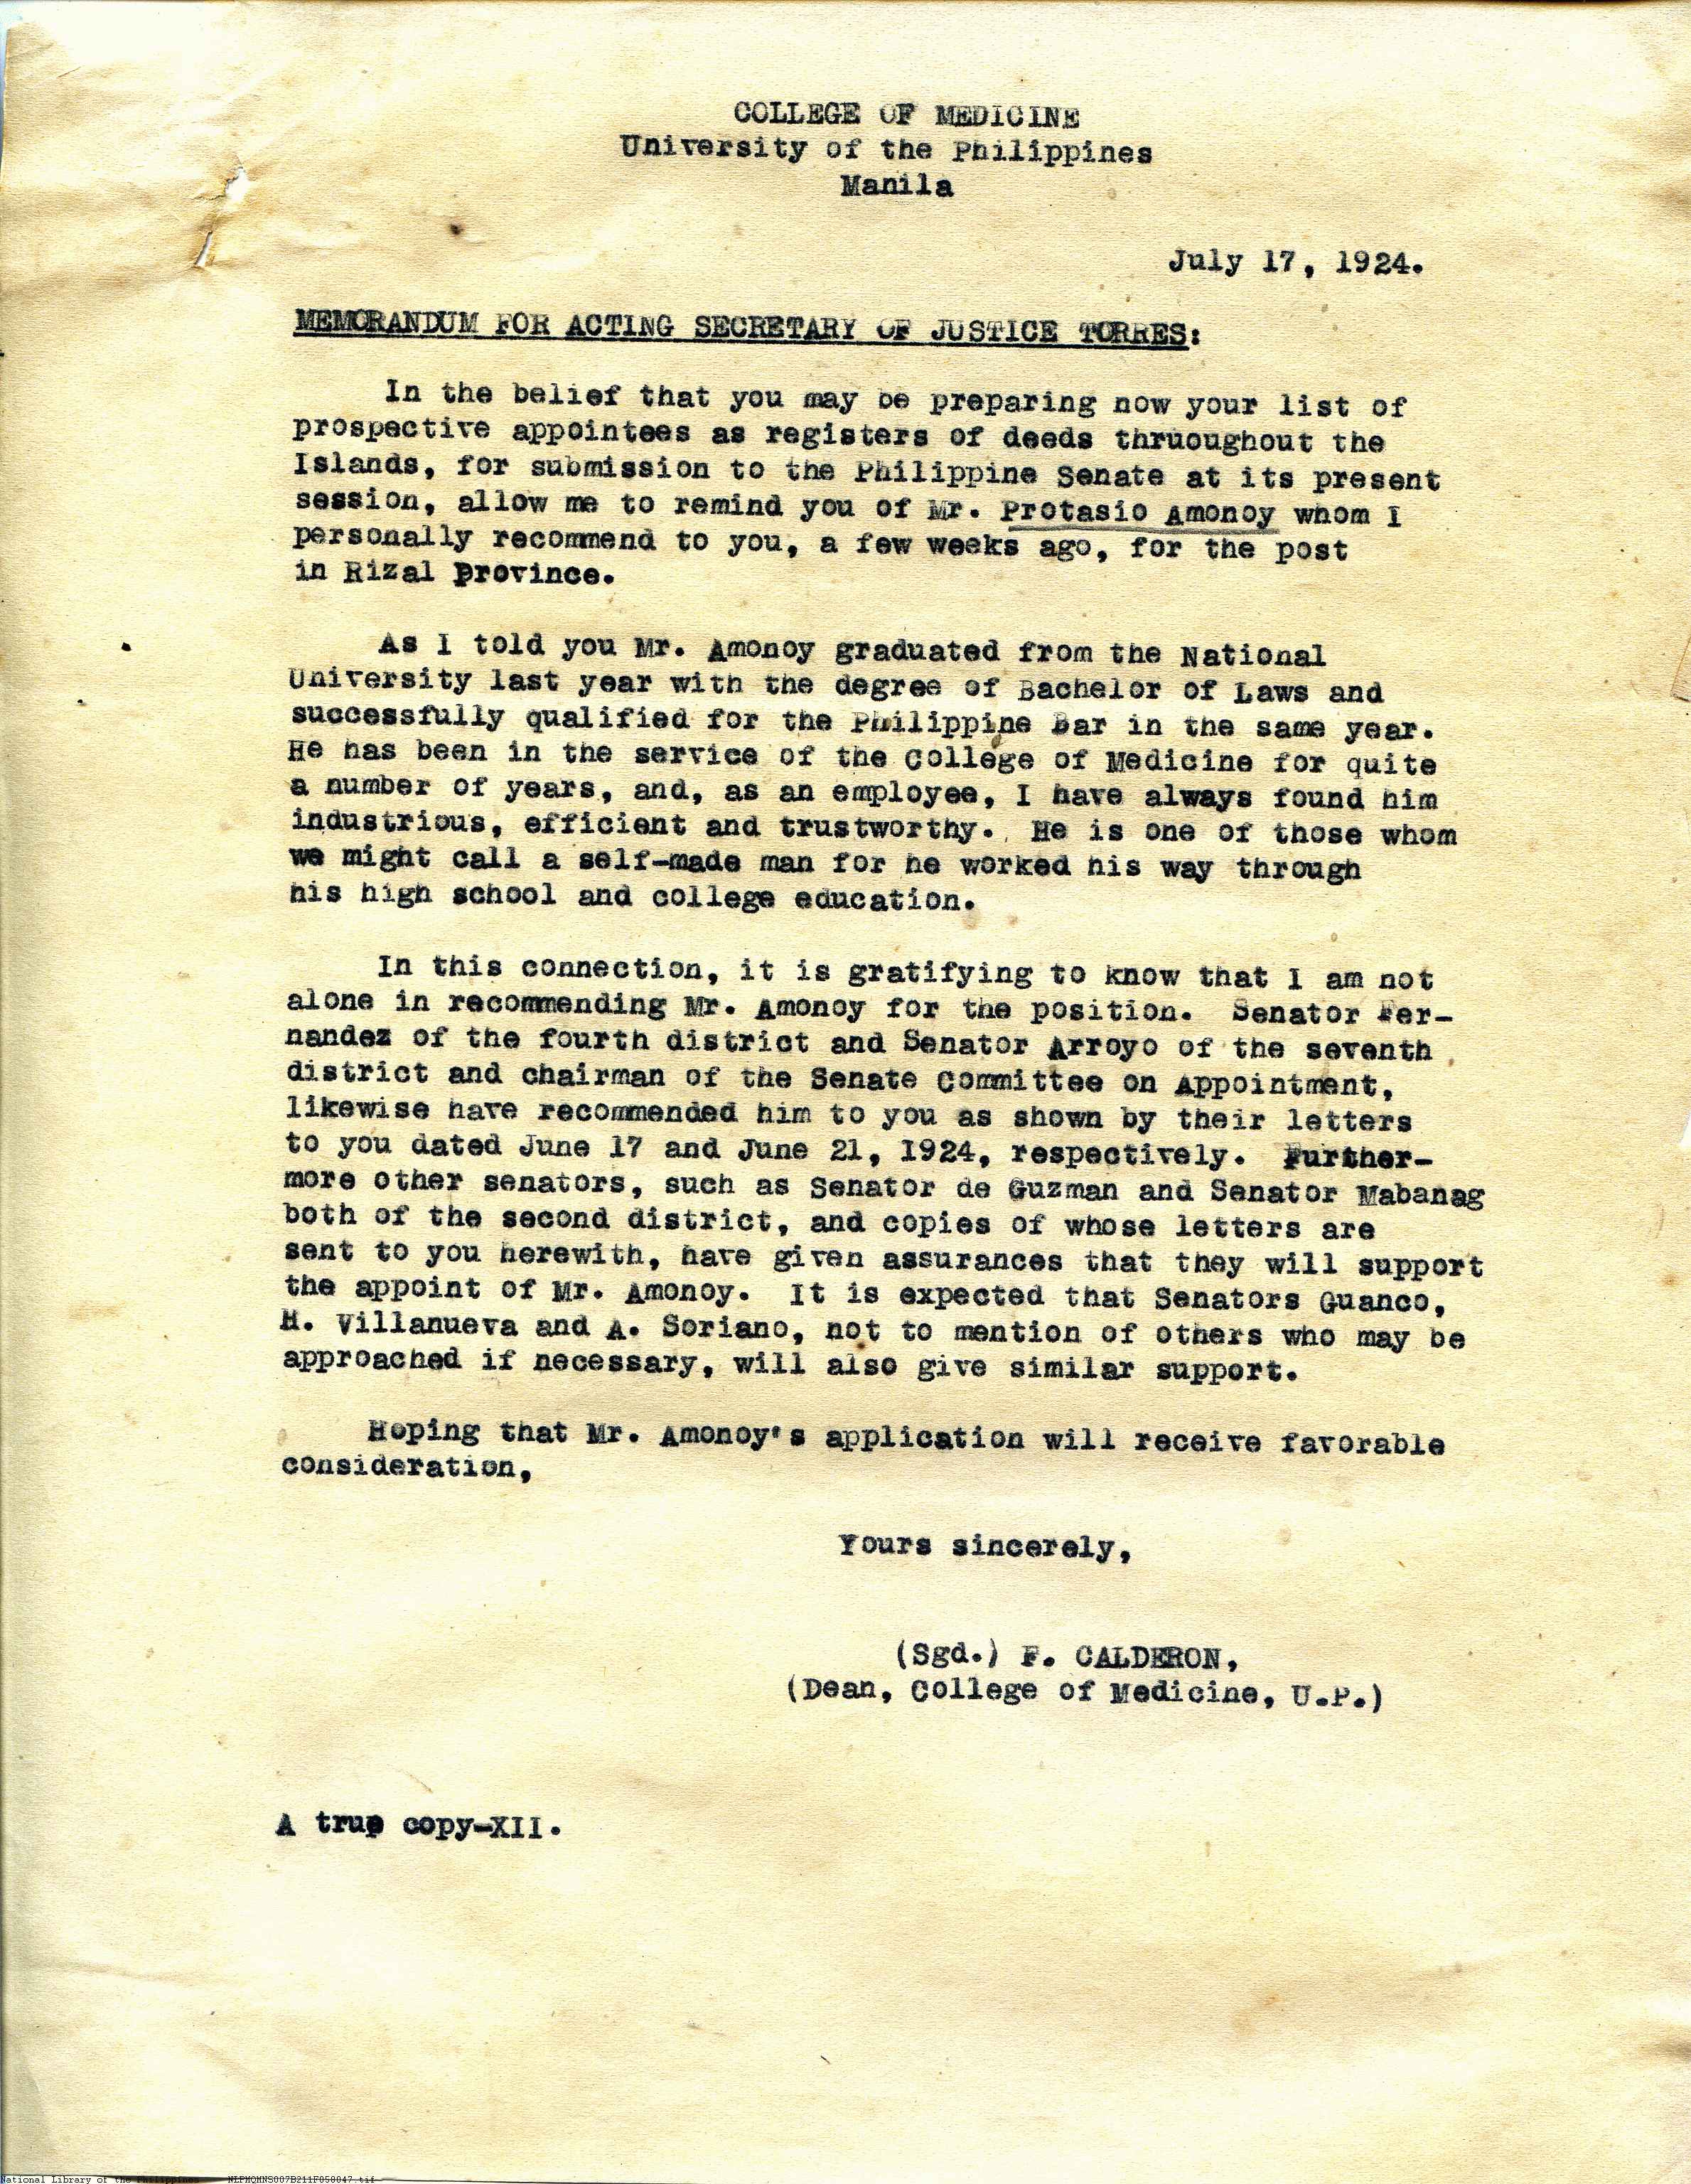 COLLEGE OF MEDICINE
University of the Philippines
Manila
July 17, 1924.
MEMORANDUM FOR ACTING SECRETARY OF JUSTICE TORRES:
In the belief that you may be preparing now your list of
prospective appointees as registers of deeds thruoughout the
Islands, for submission to the Philippine Senate at its present
session, allow me to remind you of Mr. Protasio Amonoy whom I
personally recommend to you, a few weeks ago, for the post
in Rizal Province.
As I told you Mr. Amonoy graduated from the National
University last year with the degree of Bachelor of Laws and
successfully qualified for the Philippine Bar in the same year.
He has been in the service of the College of Medicine for quite
a number of years, and, as an employee, I have always found him
industrious, efficient and trustworthy. He is one of those whom
we might call a self-made man for he worked his way through
his high school and college education.
In this connection, it is gratifying to know that I am not
alone in recommending Mr. Amonoy for the position. Senator Fer-
nandez of the fourth district and Senator Arroyo of the seventh
district and chairman of the Senate Committee on Appointment,
likewise have recommended him to you as shown by their letters
to you dated June 17 and June 21, 1924, respectively. Further-
more other senators, such as Senator de Guzman and Senator Mabanag
both of the second district, and copies of whose letters are
sent to you herewith, have given assurances that they will support
the appoint of Mr. Amonoy. It is expected that Senators Guanco,
H. Villanueva and A. Soriano, not to mention of others who may be
approached if necessary, will also give similar support.
Hoping that Mr. Amonoy's application will receive favorable
consideration,
Yours sincerely,
(Sgd.) F. CALDERON,
(Dean, College of Medicine, U.P.)
A true copy-XII.
National Library of the Philippines NLPMQMNS007B211F050047.tif